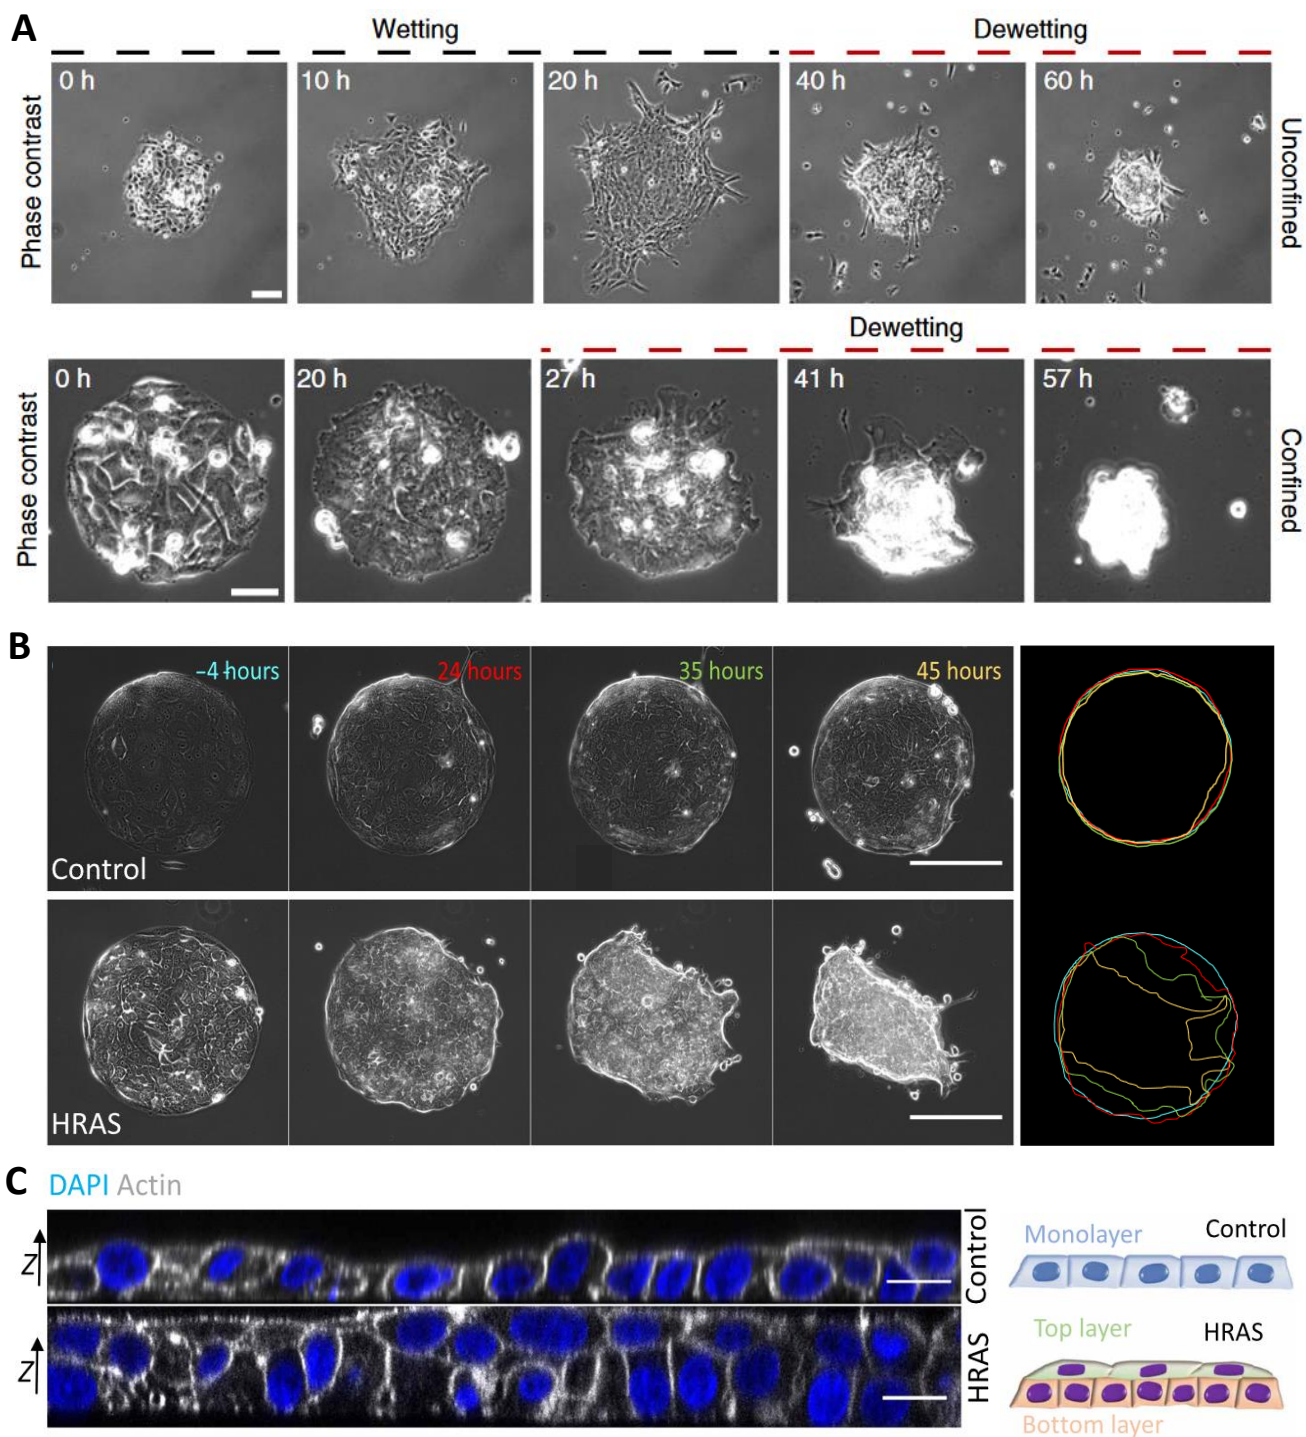 A
Wetting
Dewetting
Phase contrast
0 h
10 h
20 h
40 h
60 h
Unconfined
Dewetting
Phase contrast
0 h
20 h
27 h
41 h
57 h
Confined
B
−4 hours
24 hours
35 hours
45 hours
Control
HRAS
C
DAPI Actin
Z
Control
Z
HRAS
Monolayer
Control
Top layer
HRAS
Bottom layer